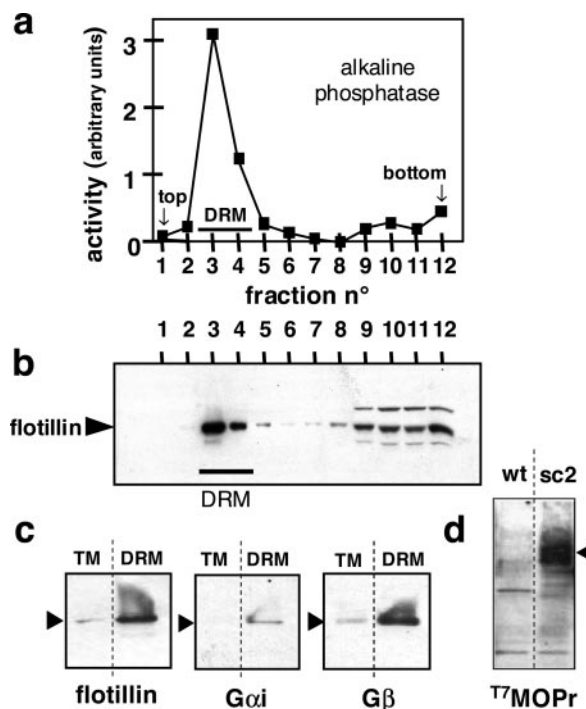 a
activity (arbitrary units)
3
2
1
0
alkaline
phosphatase
top
bottom
DRM
1 2 3 4 5 6 7 8 9 10 11 12
fraction n°
1 2 3 4 5 6 7 8 9 10 11 12
b
flotillin
DRM
c
TM DRM
TM DRM
TM DRM
flotillin
Gαi
Gβ
d
wt sc2
T7MOPr